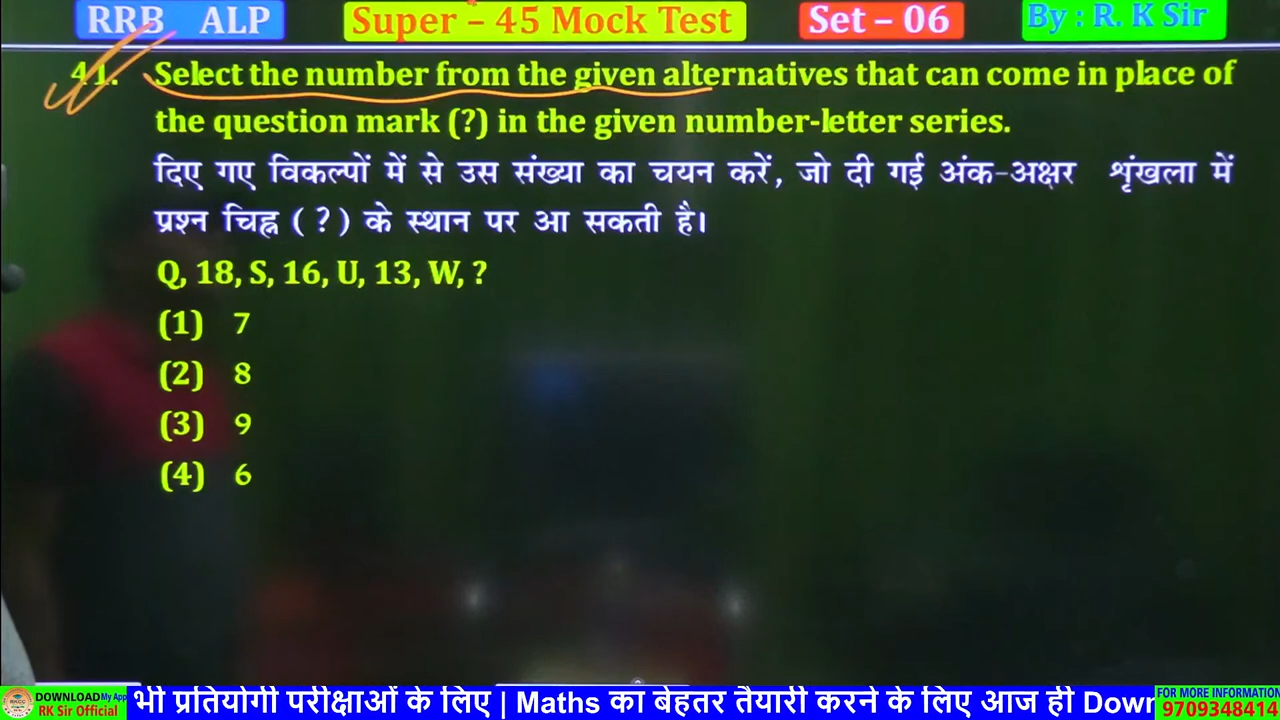 RRB ALP
Super – 45 Mock Test
Set – 06
By : R. K Sir
41. Select the number from the given alternatives that can come in place of
the question mark (?) in the given number-letter series.
दिए गए विकल्पों में से उस संख्या का चयन करें, जो दी गई अंक-अक्षर शृंखला में
प्रश्न चिह्न ( ? ) के स्थान पर आ सकती है।
Q, 18, S, 16, U, 13, W, ?
(1) 7
(2) 8
(3) 9
(4) 6
DOWNLOAD My App
RK Sir Official
भी प्रतियोगी परीक्षाओं के लिए | Maths का बेहतर तैयारी करने के लिए आज ही Down
FOR MORE INFORMATION
9709348414